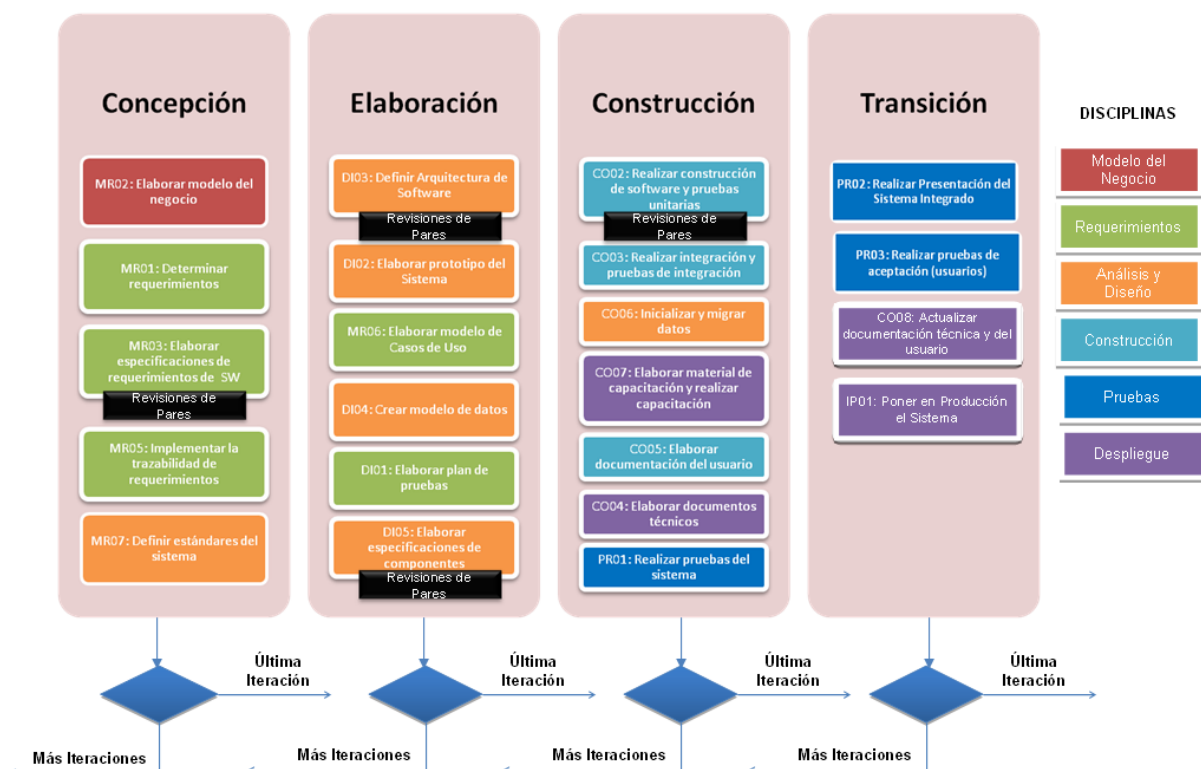 Concepción
MR02: Elaborar modelo del
negocio
MR01: Determinar
requerimientos
MR03: Elaborar
especificaciones de
requerimientos de SW
Revisiones de
Pares
MR05: Implementar la
trazabilidad de
requerimientos
MR07: Definir estándares del
sistema
Elaboración
DI03: Definir Arquitectura de
Software
Revisiones de
Pares
DI02: Elaborar prototipo del
Sistema
MR06: Elaborar modelo de
Casos de Uso
DI04: Crear modelo de datos
DI01: Elaborar plan de
pruebas
DI05: Elaborar
especificaciones de
componentes
Revisiones de
Pares
Construcción
CO02: Realizar construcción
de software y pruebas
unitarias
Revisiones de
Pares
CO03: Realizar integración y
pruebas de integración
CO06: Inicializar y migrar
datos
CO07: Elaborar material de
capacitación y realizar
capacitación
CO05: Elaborar
documentación del usuario
CO04: Elaborar documentos
técnicos
PR01: Realizar pruebas del
sistema
Transición
PR02: Realizar Presentación del
Sistema Integrado
PR03: Realizar pruebas de
aceptación (usuarios)
CO08: Actualizar
documentación técnica y del
usuario
IP01: Poner en Producción
el Sistema
DISCIPLINAS
Modelo del
Negocio
Requerimientos
Análisis y
Diseño
Construcción
Pruebas
Despliegue
Última
Iteración
Última
Iteración
Última
Iteración
Última
Iteración
Más Iteraciones
Más Iteraciones
Más Iteraciones
Más Iteraciones